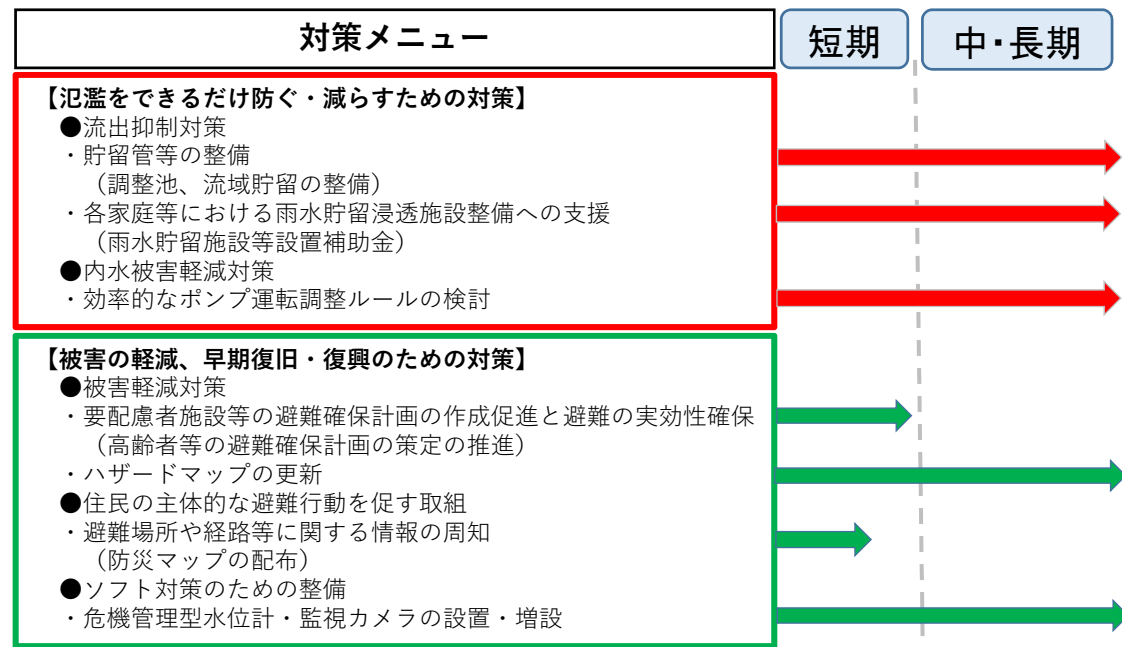 対策メニュー
短期
中・長期
【氾濫をできるだけ防ぐ・減らすための対策】
●流出抑制対策
・貯留管等の整備
（調整池、流域貯留の整備）
・各家庭等における雨水貯留浸透施設整備への支援
（雨水貯留施設等設置補助金）
●内水被害軽減対策
・効率的なポンプ運転調整ルールの検討
【被害の軽減、早期復旧・復興のための対策】
●被害軽減対策
・要配慮者施設等の避難確保計画の作成促進と避難の実効性確保
（高齢者等の避難確保計画の策定の推進）
・ハザードマップの更新
●住民の主体的な避難行動を促す取組
・避難場所や経路等に関する情報の周知
（防災マップの配布）
●ソフト対策のための整備
・危機管理型水位計・監視カメラの設置・増設